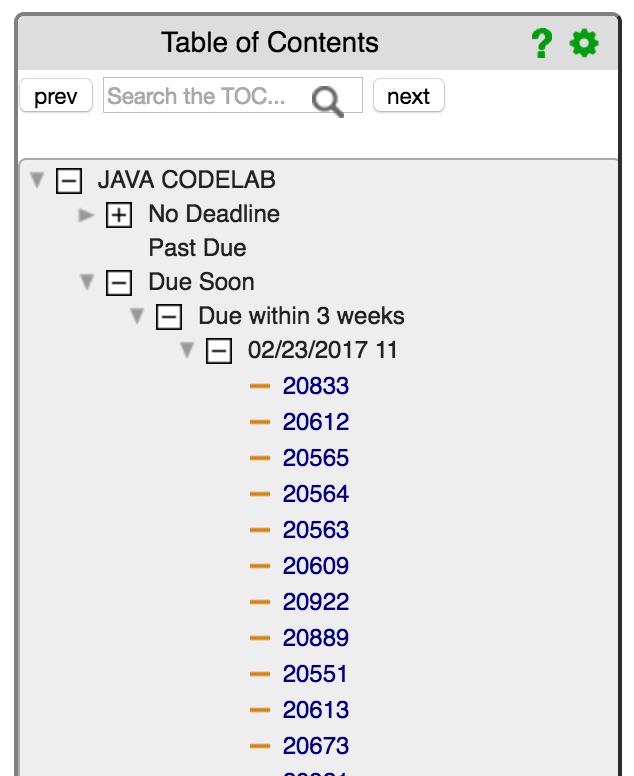 Table of Contents ?
prev Search the TOC... next
JAVA CODELAB
No Deadline
Past Due
Due Soon
Due within 3 weeks
02/23/2017 11
20833
20612
20565
20564
20563
20609
20922
20889
20551
20613
20673